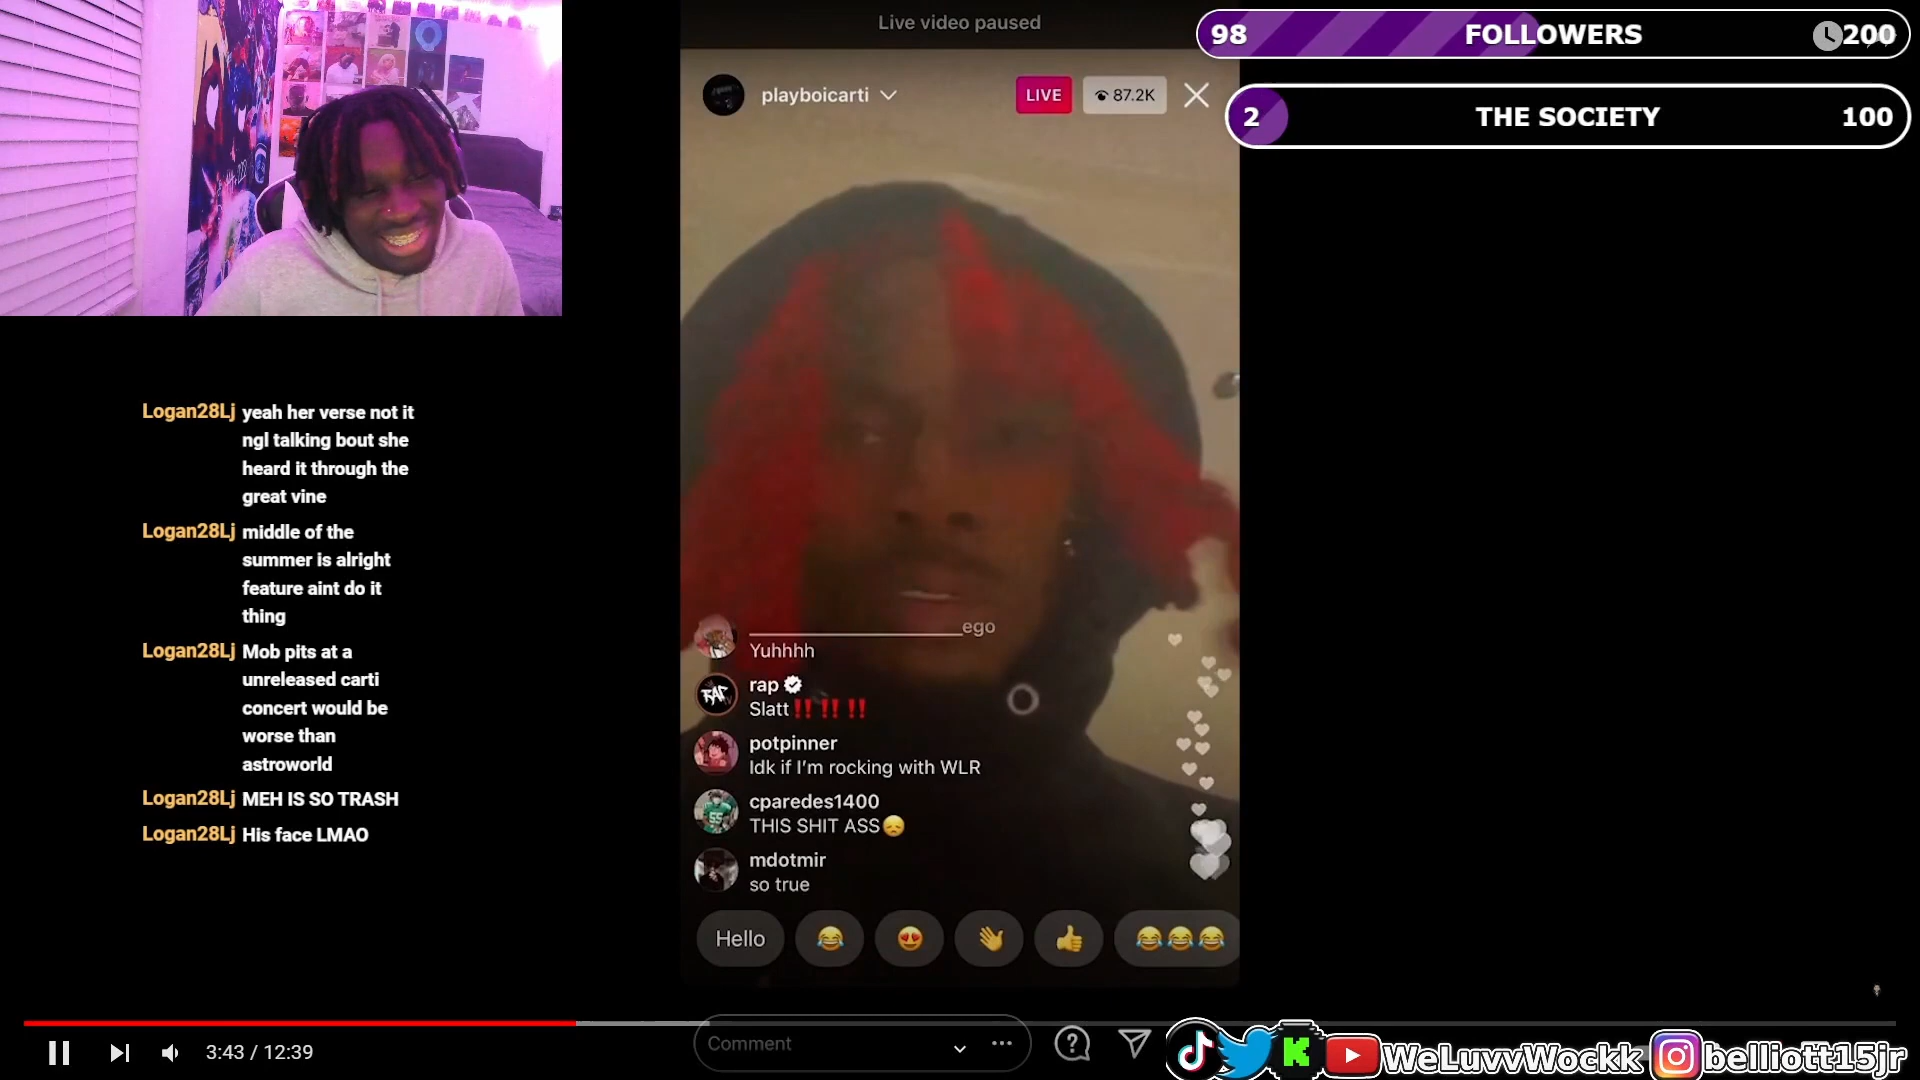 Live video paused
98 FOLLOWERS 200
playboicarti
LIVE
87.2K
2 THE SOCIETY 100
Logan28Lj yeah her verse not it
ngl talking bout she
heard it through the
great vine
Logan28Lj middle of the
summer is alright
feature aint do it
thing
Logan28Lj Mob pits at a
unreleased carti
concert would be
worse than
astroworld
Logan28Lj MEH IS SO TRASH
Logan28Lj His face LMAO
____________________ego
Yuhhhh
RAP
rap
Slatt‼️‼️‼️
potpinner
Idk if I'm rocking with WLR
cparedes1400
55
THIS SHIT ASS😞
mdotmir
so true
Hello 😂 😍 👋 👍 😂😂😂
Comment
3:43 / 12:39
K
WeLuvvWockk
belliott15jr